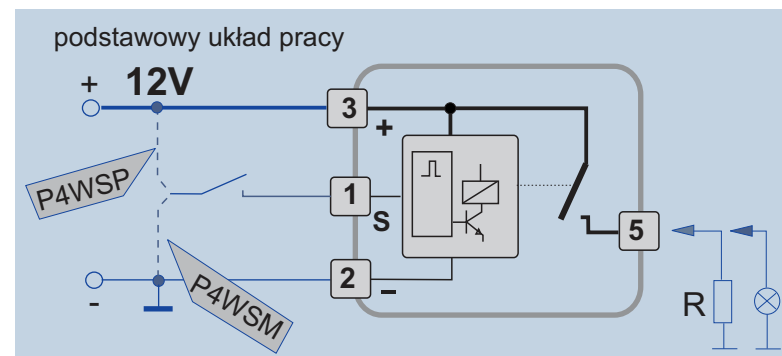 podstawowy układ pracy
+ 12V
3
+
P4WSP
1
S
5
2
-
-
P4WSM
R